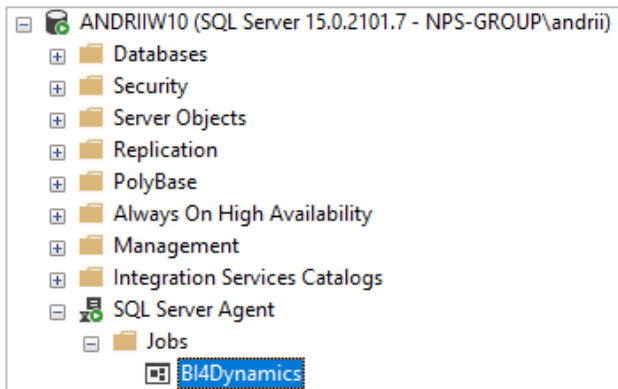 ANDRIIW10 (SQL Server 15.0.2101.7 - NPS-GROUP\andrii)
Databases
Security
Server Objects
Replication
PolyBase
Always On High Availability
Management
Integration Services Catalogs
SQL Server Agent
Jobs
BI4Dynamics